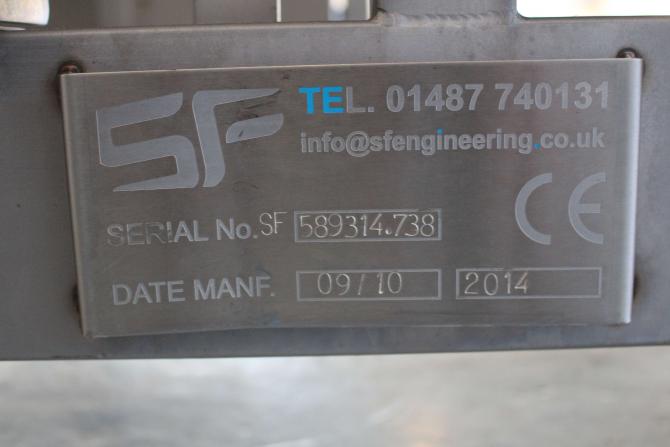 SF TEL. 01487 740131
info@sfengineering.co.uk
CE
SERIAL No. SF 589314.738
DATE MANF. 09/10 2014